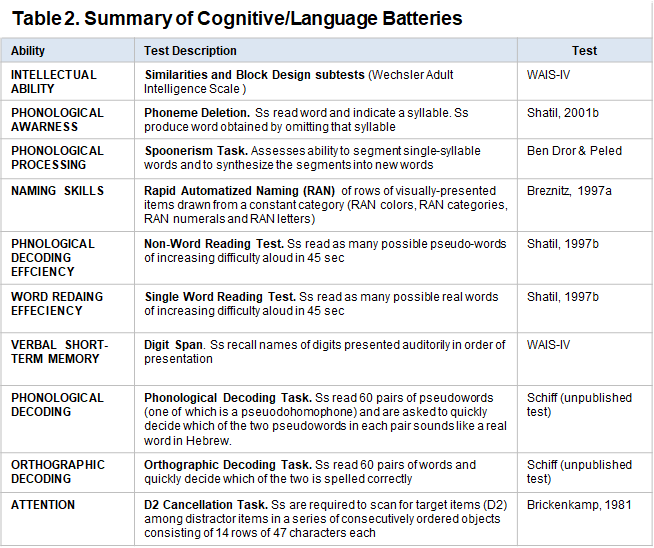 Table 2. Summary of Cognitive/Language Batteries
Ability Test Description Test
INTELLECTUAL Similarities and Block Design subtests (Wechsler Adult WAIS-IV
ABILITY Intelligence Scale )
PHONOLOGICAL Phoneme Deletion. Ss read word and indicate a syllable. Ss Shatil, 2001b
AWARNESS produce word obtained by omitting that syllable
PHONOLOGICAL Spoonerism Task. Assesses ability to segment single-syllable Ben Dror & Peled
PROCESSING words and to synthesize the segments into new words
NAMING SKILLS Rapid Automatized Naming (RAN) of rows of visually-presented Breznitz, 1997a
items drawn from a constant category (RAN colors, RAN categories,
RAN numerals and RAN letters)
PHNOLOGICAL Non-Word Reading Test. Ss read as many possible pseudo-words Shatil, 1997b
DECODING of increasing difficulty aloud in 45 sec
EFFCIENCY
WORD REDAING Single Word Reading Test. Ss read as many possible real words Shatil, 1997b
EFFECIENCY of increasing difficulty aloud in 45 sec
VERBAL SHORT- Digit Span. Ss recall names of digits presented auditorily in order of WAIS-IV
TERM MEMORY presentation
PHONOLOGICAL Phonological Decoding Task. Ss read 60 pairs of pseudowords Schiff (unpublished
DECODING (one of which is a pseuodohomophone) and are asked to quickly test)
decide which of the two pseudowords in each pair sounds like a real
word in Hebrew.
ORTHOGRAPHIC Orthographic Decoding Task. Ss read 60 pairs of words and Schiff (unpublished
DECODING quickly decide which of the two is spelled correctly test)
ATTENTION D2 Cancellation Task. Ss are required to scan for target items (D2) Brickenkamp, 1981
among distractor items in a series of consecutively ordered objects
consisting of 14 rows of 47 characters each